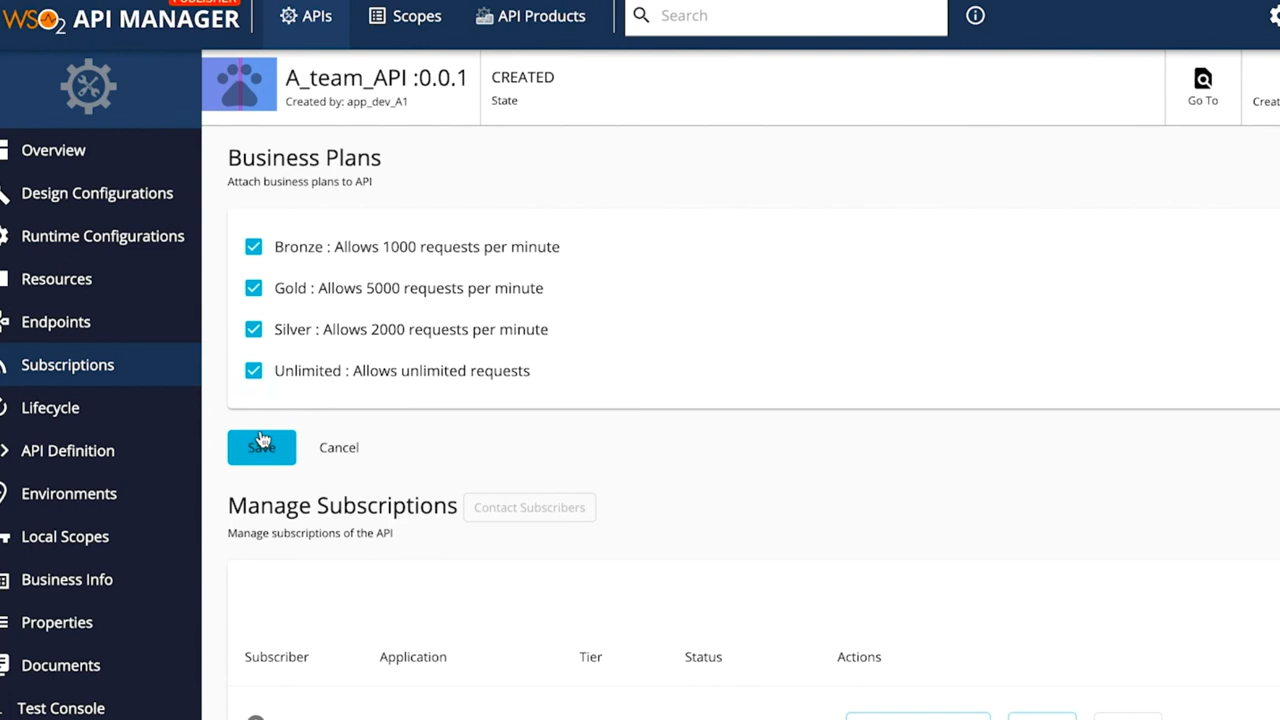 PUBLISHER
WSO2 API MANAGER
APIs
Scopes
API Products
Search
A_team_API :0.0.1
Created by: app_dev_A1
CREATED
State
Go To
Overview
Design Configurations
Runtime Configurations
Resources
Endpoints
Subscriptions
Lifecycle
API Definition
Environments
Local Scopes
Business Info
Properties
Documents
Test Console
Business Plans
Attach business plans to API
Bronze : Allows 1000 requests per minute
Gold : Allows 5000 requests per minute
Silver : Allows 2000 requests per minute
Unlimited : Allows unlimited requests
Save
Cancel
Manage Subscriptions
Contact Subscribers
Manage subscriptions of the API
Subscriber
Application
Tier
Status
Actions